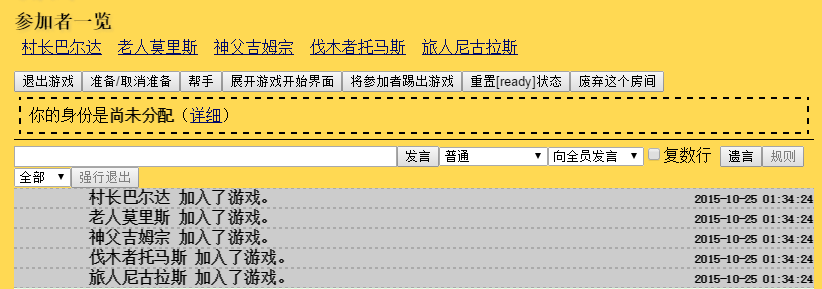 参加者一览
村长巴尔达 老人莫里斯 神父吉姆宗 伐木者托马斯 旅人尼古拉斯
退出游戏 准备/取消准备 帮手 展开游戏开始界面 将参加者踢出游戏 重置[ready]状态 废弃这个房间
你的身份是尚未分配（详细）
发言 普通 向全员发言 复数行 遗言 规则
全部 强行退出
村长巴尔达 加入了游戏。 2015-10-25 01:34:24
老人莫里斯 加入了游戏。 2015-10-25 01:34:24
神父吉姆宗 加入了游戏。 2015-10-25 01:34:24
伐木者托马斯 加入了游戏。 2015-10-25 01:34:24
旅人尼古拉斯 加入了游戏。 2015-10-25 01:34:24